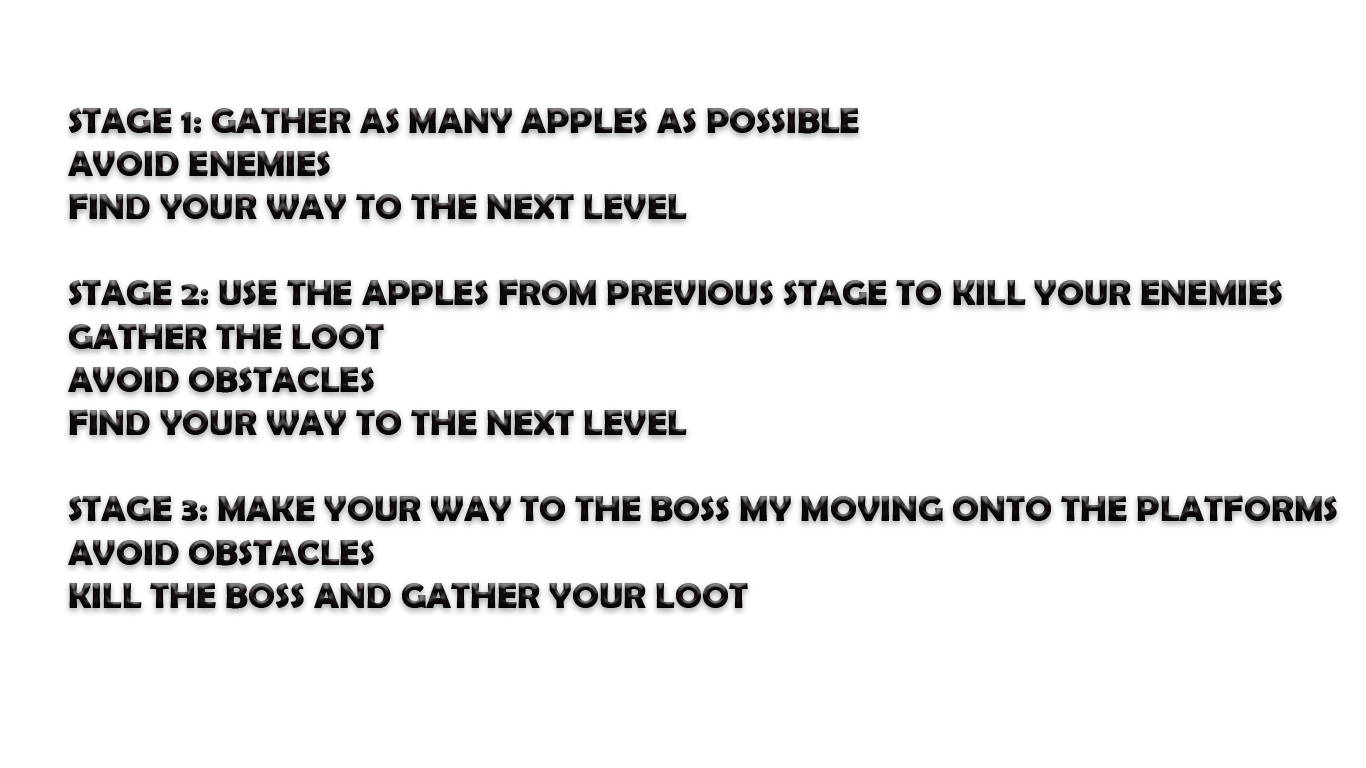 STAGE 1: GATHER AS MANY APPLES AS POSSIBLE
AVOID ENEMIES
FIND YOUR WAY TO THE NEXT LEVEL
STAGE 2: USE THE APPLES FROM PREVIOUS STAGE TO KILL YOUR ENEMIES
GATHER THE LOOT
AVOID OBSTACLES
FIND YOUR WAY TO THE NEXT LEVEL
STAGE 3: MAKE YOUR WAY TO THE BOSS MY MOVING ONTO THE PLATFORMS
AVOID OBSTACLES
KILL THE BOSS AND GATHER YOUR LOOT